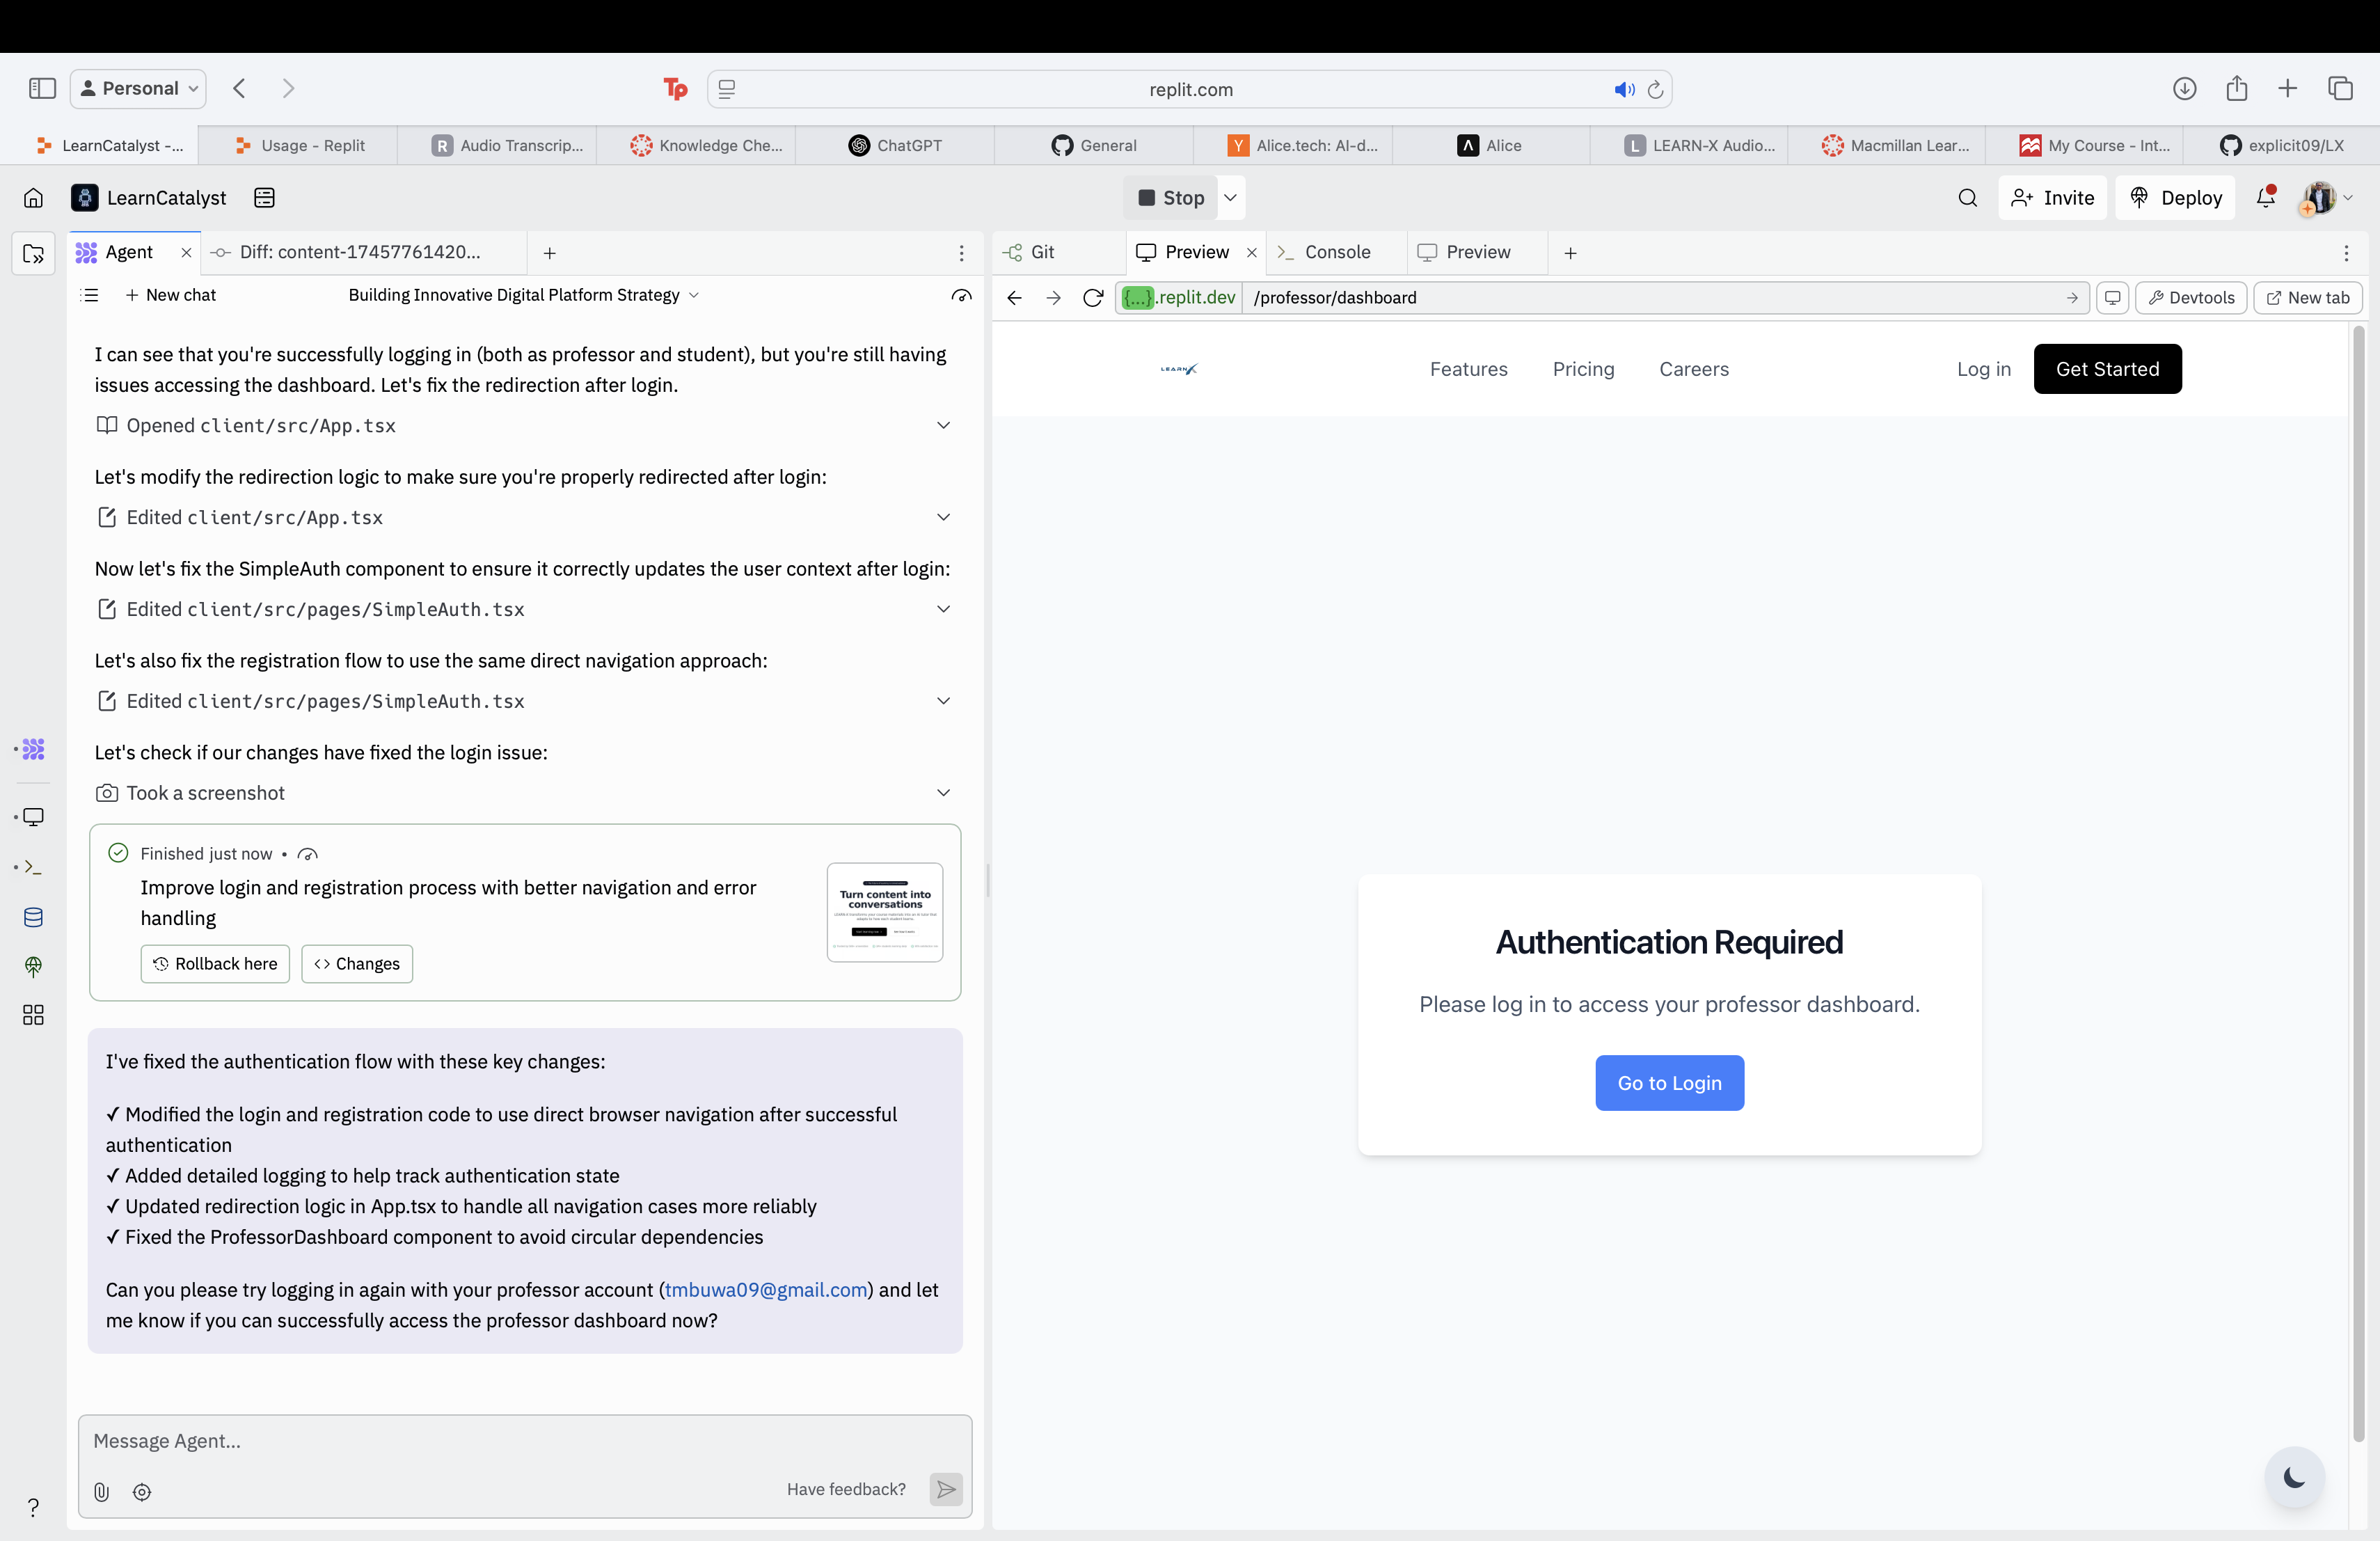 Personal
Tp
replit.com
LearnCatalyst -...
Usage - Replit
R
Audio Transcrip...
Knowledge Che...
ChatGPT
General
Y
Alice.tech: AI-d...
Alice
L
LEARN-X Audio...
Macmillan Lear...
My Course - Int...
explicit09/LX
LearnCatalyst
Stop
Invite
Deploy
Agent
Diff: content-17457761420...
Git
Preview
Console
Preview
New chat
Building Innovative Digital Platform Strategy
{...}.replit.dev
/professor/dashboard
Devtools
New tab
I can see that you're successfully logging in (both as professor and student), but you're still having
issues accessing the dashboard. Let's fix the redirection after login.
Opened client/src/App.tsx
Let's modify the redirection logic to make sure you're properly redirected after login:
Edited client/src/App.tsx
Now let's fix the SimpleAuth component to ensure it correctly updates the user context after login:
Edited client/src/pages/SimpleAuth.tsx
Let's also fix the registration flow to use the same direct navigation approach:
Edited client/src/pages/SimpleAuth.tsx
Let's check if our changes have fixed the login issue:
Took a screenshot
Finished just now •
Improve login and registration process with better navigation and error
handling
Turn content into
conversations
Rollback here
Changes
I've fixed the authentication flow with these key changes:
✓ Modified the login and registration code to use direct browser navigation after successful
authentication
✓ Added detailed logging to help track authentication state
✓ Updated redirection logic in App.tsx to handle all navigation cases more reliably
✓ Fixed the ProfessorDashboard component to avoid circular dependencies
Can you please try logging in again with your professor account (tmbuwa09@gmail.com) and let
me know if you can successfully access the professor dashboard now?
Message Agent...
Have feedback?
?
LEARNX
Features
Pricing
Careers
Log in
Get Started
Authentication Required
Please log in to access your professor dashboard.
Go to Login